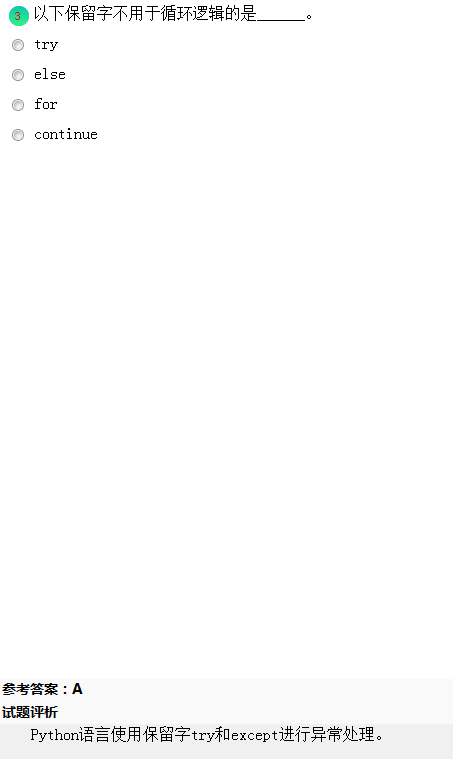 3 以下保留字不用于循环逻辑的是______。
try
else
for
continue
参考答案：A
试题评析
Python语言使用保留字try和except进行异常处理。